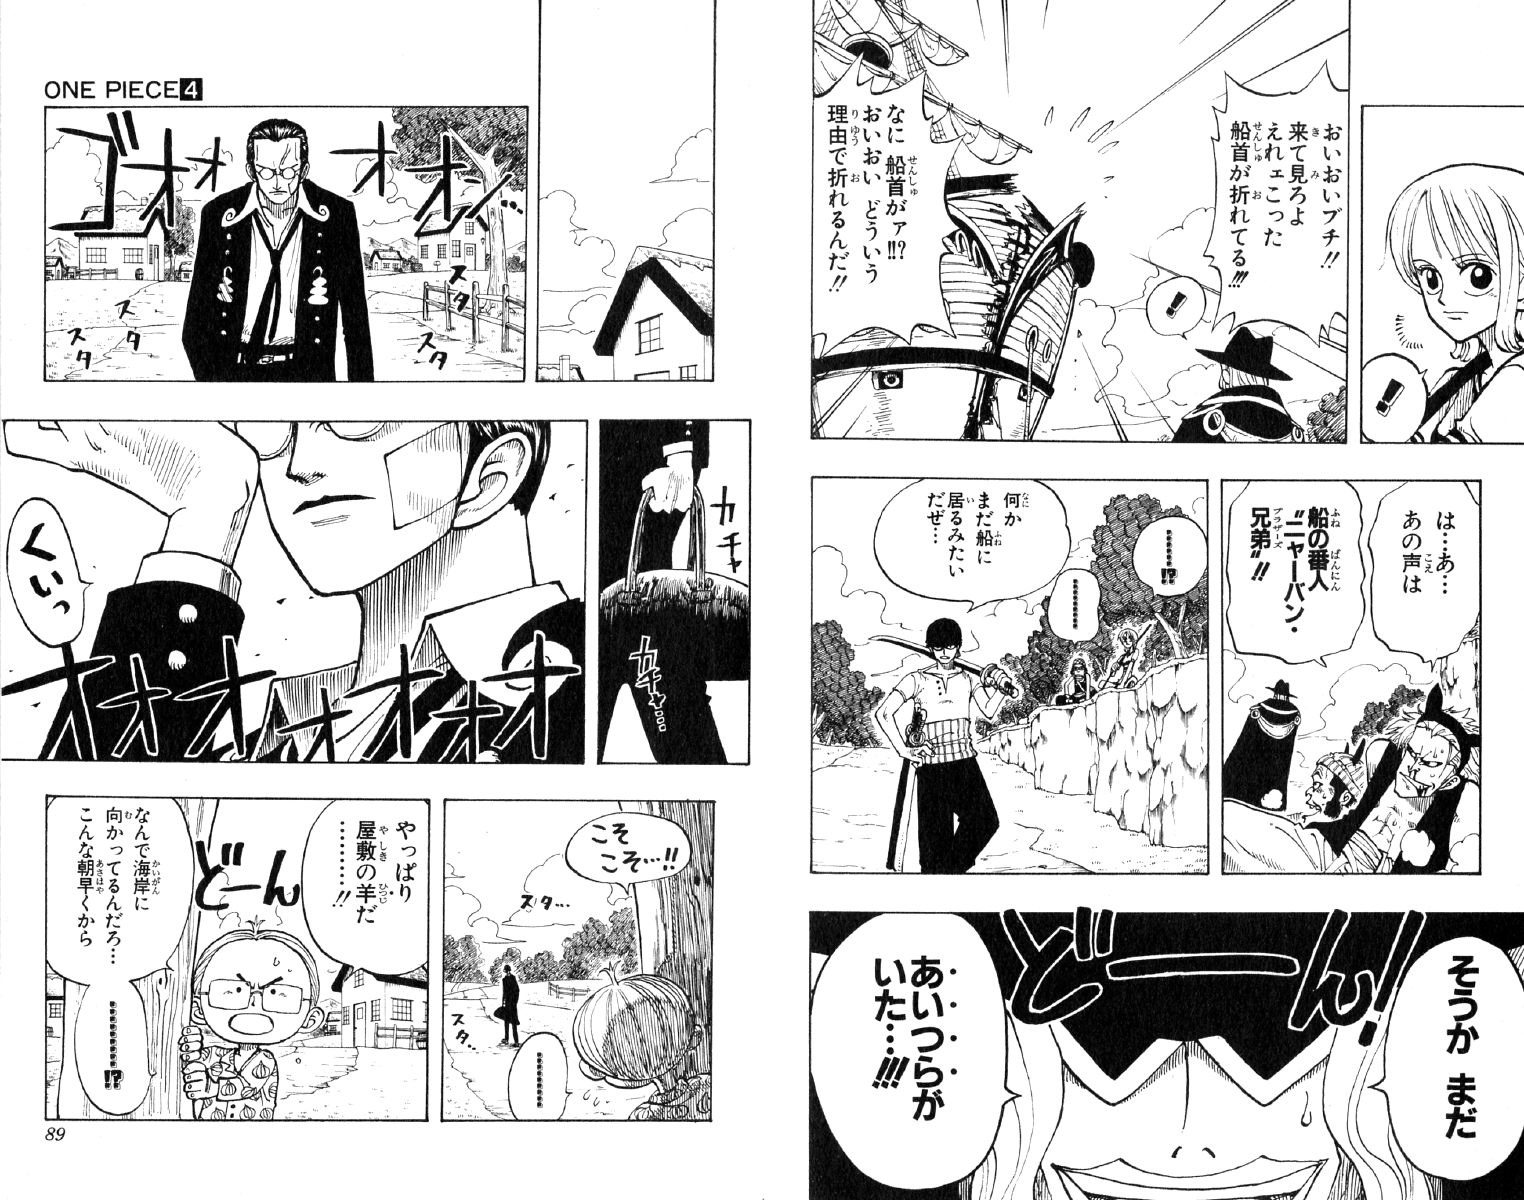 おいおいブチ!!
来て見ろよ
えれェこった
船首が折れてる!!!
なに 船首がァ!!?
おいおい どういう
理由で折れるんだ!!
!
!
は…あ…
あの声は
船の番人
“ニャーバン・
兄弟”!!
ブラザーズ
…………!?
…………
何か
まだ船に
居るみたい
だぜ…
そうか まだ
どーん!
あいつらが
いた…!!!
ONE PIECE 4
ゴオオオオオ…
スタ
スタ
スタ
スタ
カチャ
カチャ…
くいっ
オオオオオオオオ
こそ
こそ…!!
スタ…
スタ…
…………
やっぱり
屋敷の羊だ
…………!!
どーん
なんで海岸に
向かってるんだろ…
こんな朝早くから
…………!?
89